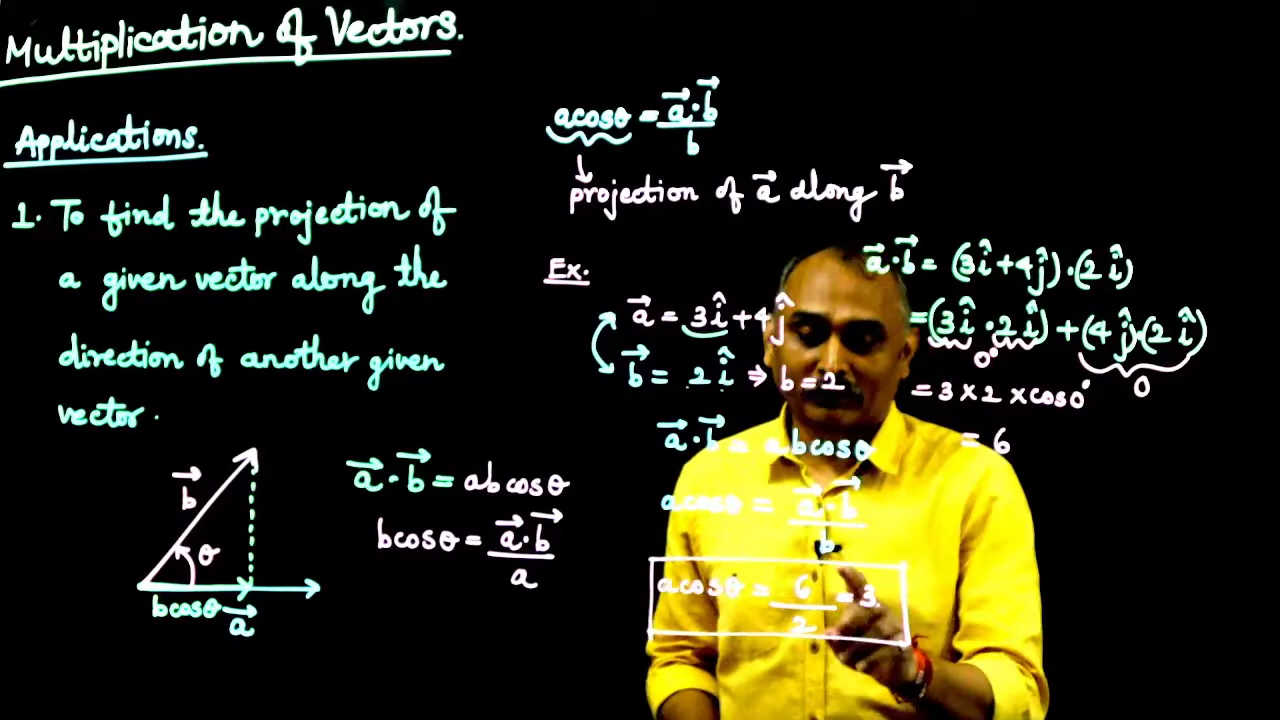 Multiplication of Vectors.
Applications.
1. To find the projection of
a given vector along the
direction of another given
vector.
b⃗
θ
bcosθ
a⃗
a⃗·b⃗ = abcosθ
bcosθ = a⃗·b⃗
a
acosθ = a⃗·b⃗
b
projection of a⃗ along b⃗
Ex.
a⃗ = 3î+4ĵ
b⃗ = 2î ⇒ b=2
a⃗·b⃗ = abcosθ
acosθ = a⃗·b⃗
b
acosθ = 6 = 3.
2
a⃗·b⃗ = (3î+4ĵ)·(2î)
=(3î·2î)+(4ĵ)·(2î)
0° 0
= 3×2×cos0°
= 6